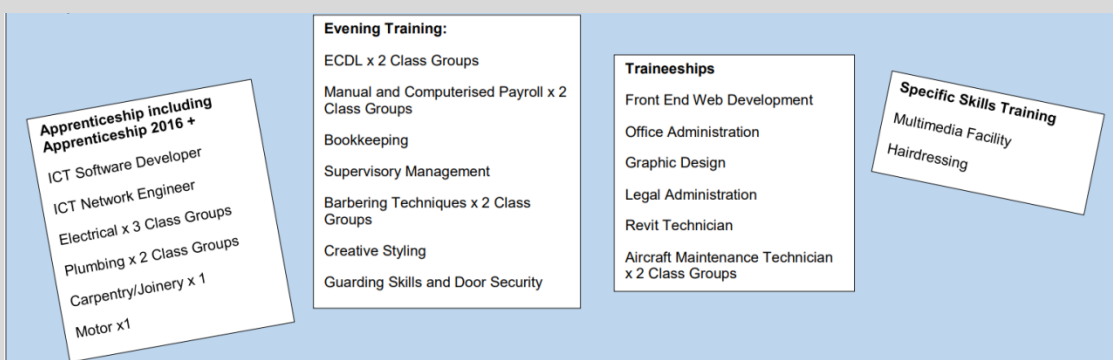 Apprenticeship including
Apprenticeship 2016 +
ICT Software Developer
ICT Network Engineer
Electrical x 3 Class Groups
Plumbing x 2 Class Groups
Carpentry/Joinery x 1
Motor x1
Evening Training:
ECDL x 2 Class Groups
Manual and Computerised Payroll x 2
Class Groups
Bookkeeping
Supervisory Management
Barbering Techniques x 2 Class
Groups
Creative Styling
Guarding Skills and Door Security
Traineeships
Front End Web Development
Office Administration
Graphic Design
Legal Administration
Revit Technician
Aircraft Maintenance Technician
x 2 Class Groups
Specific Skills Training
Multimedia Facility
Hairdressing